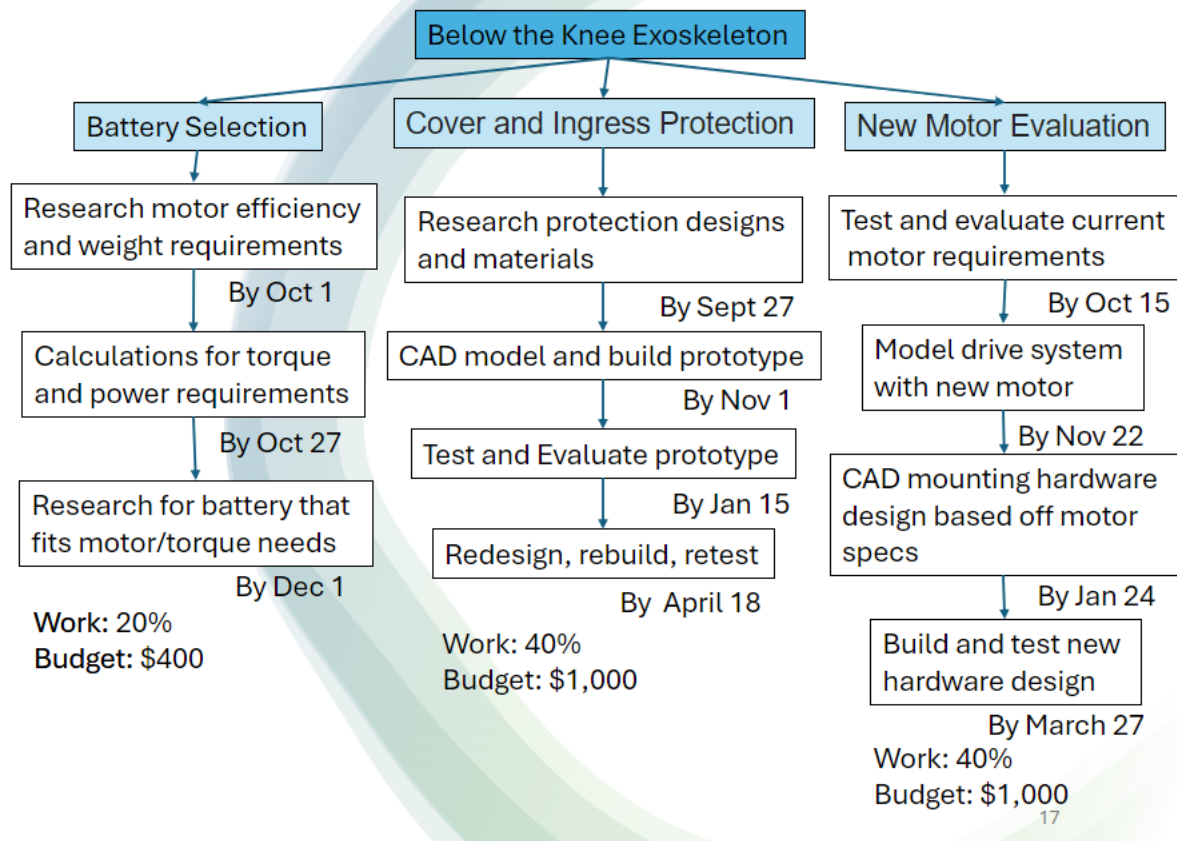 Below the Knee Exoskeleton
Battery Selection
Research motor efficiency
and weight requirements
By Oct 1
Calculations for torque
and power requirements
By Oct 27
Research for battery that
fits motor/torque needs
By Dec 1
Work: 20%
Budget: $400
Cover and Ingress Protection
Research protection designs
and materials
By Sept 27
CAD model and build prototype
By Nov 1
Test and Evaluate prototype
By Jan 15
Redesign, rebuild, retest
By April 18
Work: 40%
Budget: $1,000
New Motor Evaluation
Test and evaluate current
motor requirements
By Oct 15
Model drive system
with new motor
By Nov 22
CAD mounting hardware
design based off motor
specs
By Jan 24
Build and test new
hardware design
By March 27
Work: 40%
Budget: $1,000
17